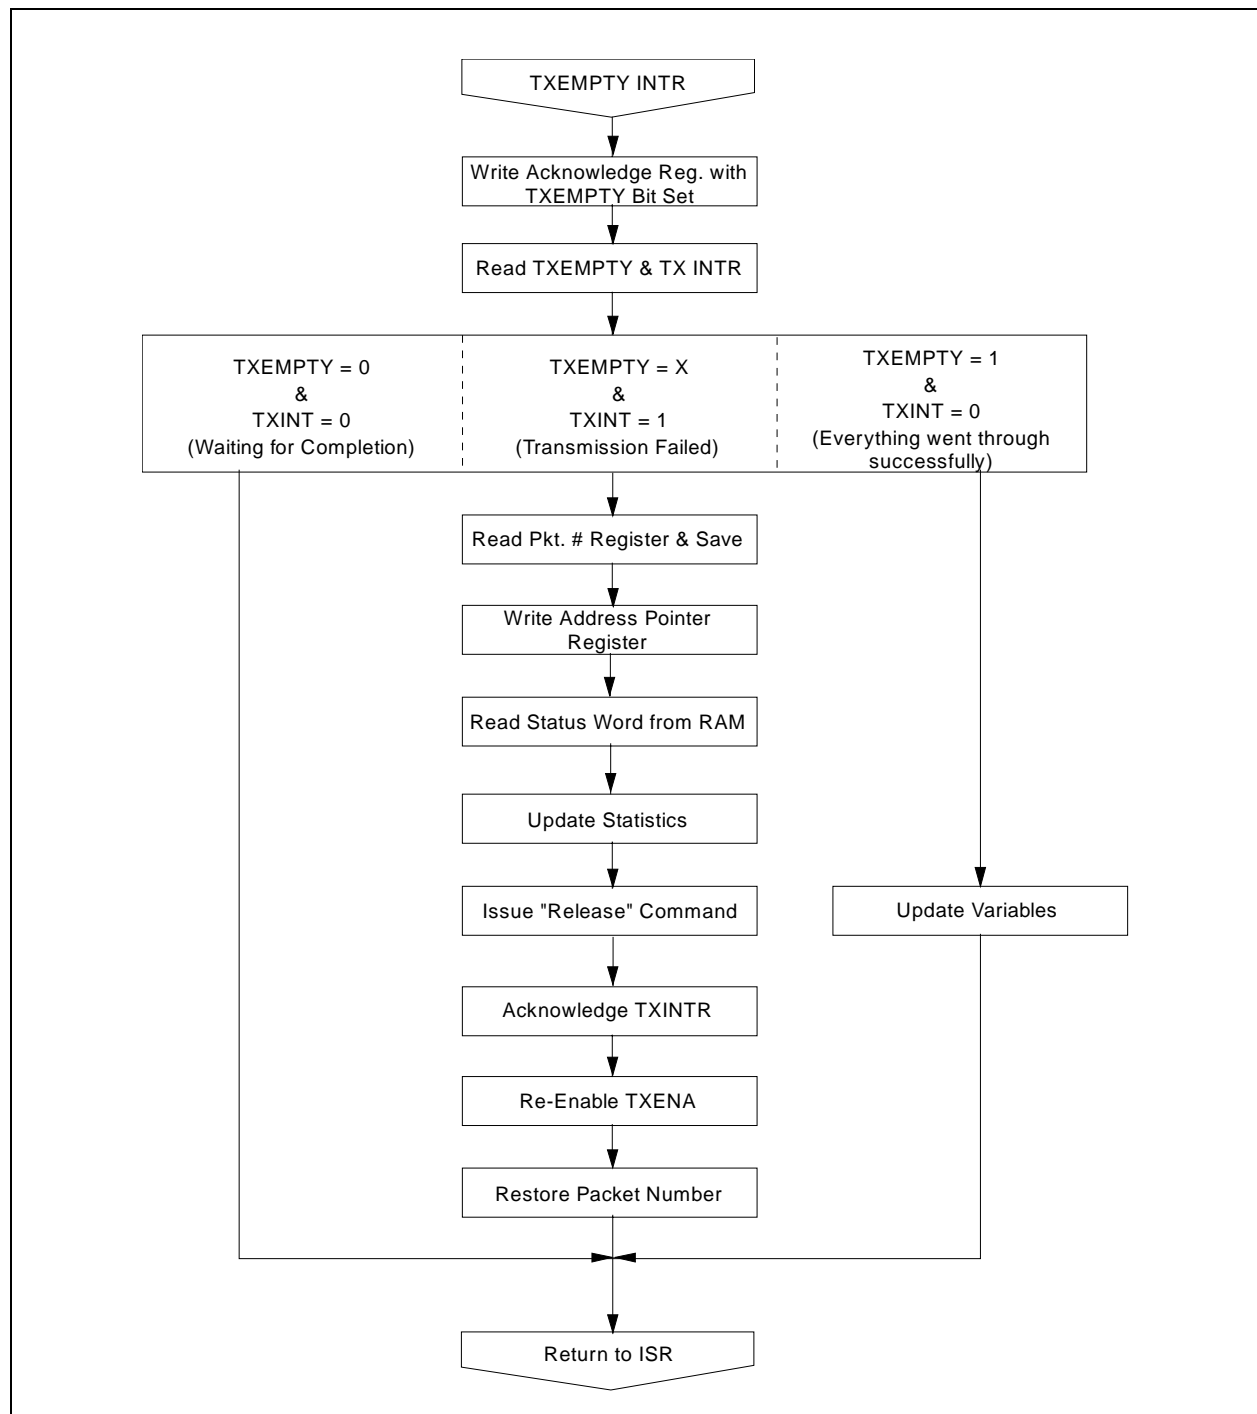 TXEMPTY INTR
Write Acknowledge Reg. with
TXEMPTY Bit Set
Read TXEMPTY & TX INTR
TXEMPTY = 0
&
TXINT = 0
(Waiting for Completion)
TXEMPTY = X
&
TXINT = 1
(Transmission Failed)
TXEMPTY = 1
&
TXINT = 0
(Everything went through
successfully)
Read Pkt. # Register & Save
Write Address Pointer
Register
Read Status Word from RAM
Update Statistics
Issue "Release" Command
Update Variables
Acknowledge TXINTR
Re-Enable TXENA
Restore Packet Number
Return to ISR